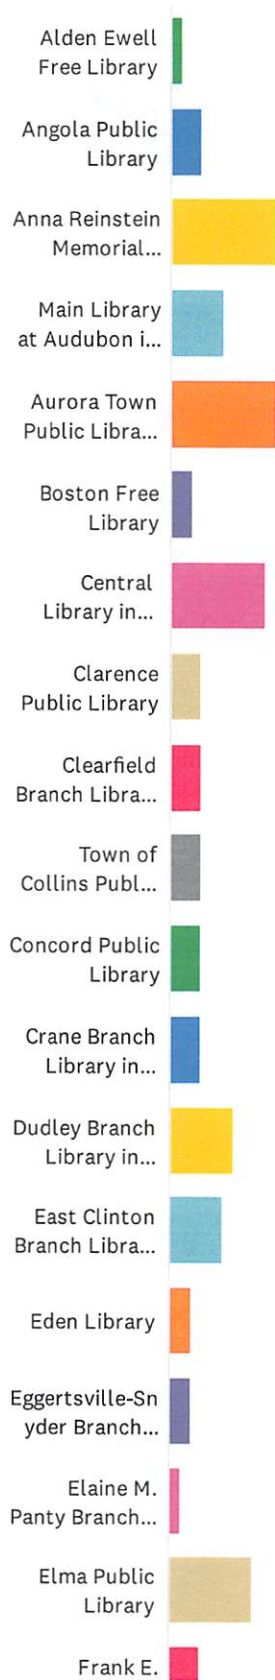 Alden Ewell
Free Library
Angola Public
Library
Anna Reinstein
Memorial...
Main Library
at Audubon i...
Aurora Town
Public Libra...
Boston Free
Library
Central
Library in...
Clarence
Public Library
Clearfield
Branch Libra...
Town of
Collins Publ...
Concord Public
Library
Crane Branch
Library in...
Dudley Branch
Library in...
East Clinton
Branch Libra...
Eden Library
Eggertsville-Sn
yder Branch...
Elaine M.
Panty Branch...
Elma Public
Library
Frank E.